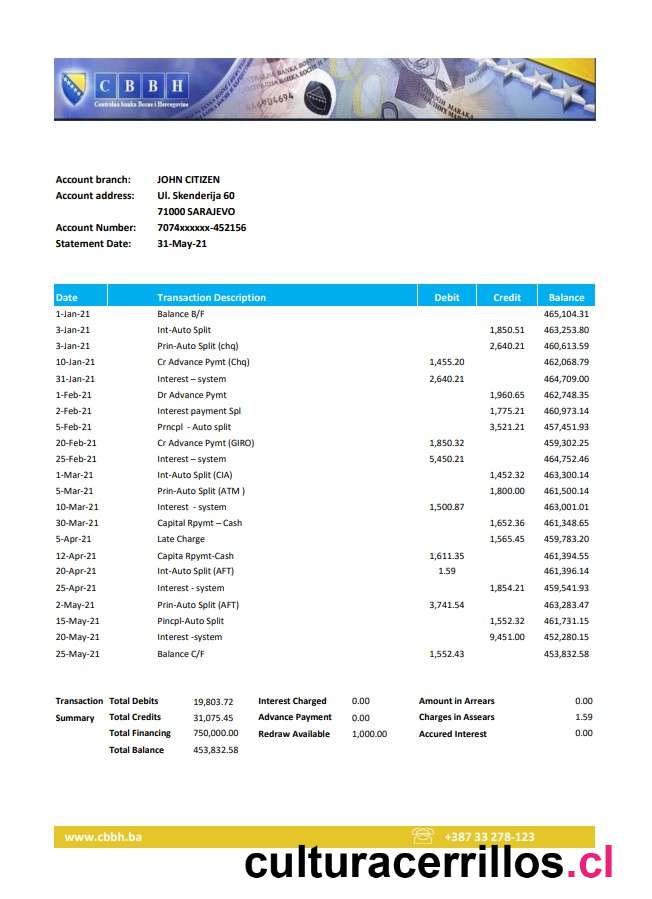 CBBH
Centralna banka Bosne i Hercegovine
Account branch: JOHN CITIZEN
Account address: Ul. Skenderija 60
71000 SARAJEVO
Account Number: 7074xxxxxx-452156
Statement Date: 31-May-21
Date Transaction Description Debit Credit Balance
1-Jan-21 Balance B/F 465,104.31
3-Jan-21 Int-Auto Split 1,850.51 463,253.80
3-Jan-21 Prin-Auto Split (chq) 2,640.21 460,613.59
10-Jan-21 Cr Advance Pymt (Chq) 1,455.20 462,068.79
31-Jan-21 Interest – system 2,640.21 464,709.00
1-Feb-21 Dr Advance Pymt 1,960.65 462,748.35
2-Feb-21 Interest payment Spl 1,775.21 460,973.14
5-Feb-21 Prncpl - Auto split 3,521.21 457,451.93
20-Feb-21 Cr Advance Pymt (GIRO) 1,850.32 459,302.25
25-Feb-21 Interest – system 5,450.21 464,752.46
1-Mar-21 Int-Auto Split (CIA) 1,452.32 463,300.14
5-Mar-21 Prin-Auto Split (ATM ) 1,800.00 461,500.14
10-Mar-21 Interest - system 1,500.87 463,001.01
30-Mar-21 Capital Rpymt – Cash 1,652.36 461,348.65
5-Apr-21 Late Charge 1,565.45 459,783.20
12-Apr-21 Capita Rpymt-Cash 1,611.35 461,394.55
20-Apr-21 Int-Auto Split (AFT) 1.59 461,396.14
25-Apr-21 Interest - system 1,854.21 459,541.93
2-May-21 Prin-Auto Split (AFT) 3,741.54 463,283.47
15-May-21 Pincpl-Auto Split 1,552.32 461,731.15
20-May-21 Interest -system 9,451.00 452,280.15
25-May-21 Balance C/F 1,552.43 453,832.58
Transaction Total Debits 19,803.72 Interest Charged 0.00 Amount in Arrears 0.00
Summary Total Credits 31,075.45 Advance Payment 0.00 Charges in Assears 1.59
Total Financing 750,000.00 Redraw Available 1,000.00 Accured Interest 0.00
Total Balance 453,832.58
www.cbbh.ba +387 33 278-123
culturacerrillos.cl